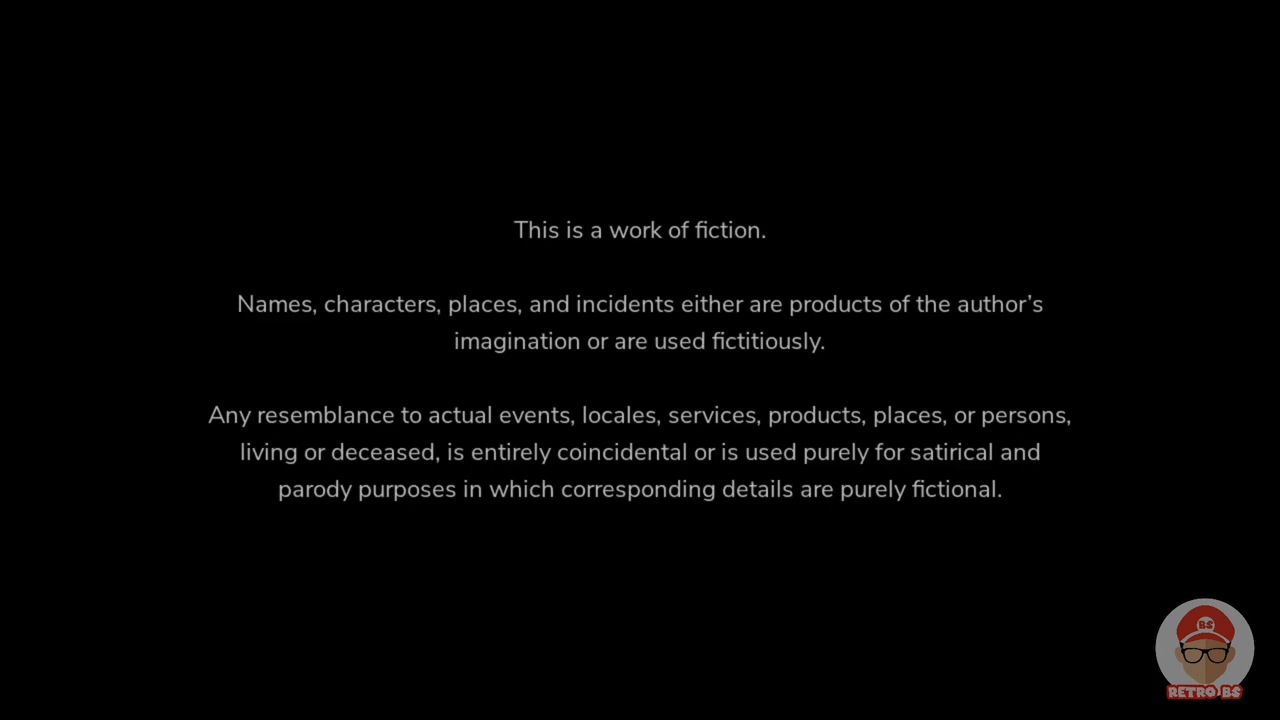 This is a work of fiction.
Names, characters, places, and incidents either are products of the author’s
imagination or are used fictitiously.
Any resemblance to actual events, locales, services, products, places, or persons,
living or deceased, is entirely coincidental or is used purely for satirical and
parody purposes in which corresponding details are purely fictional.
BS
RETRO BS